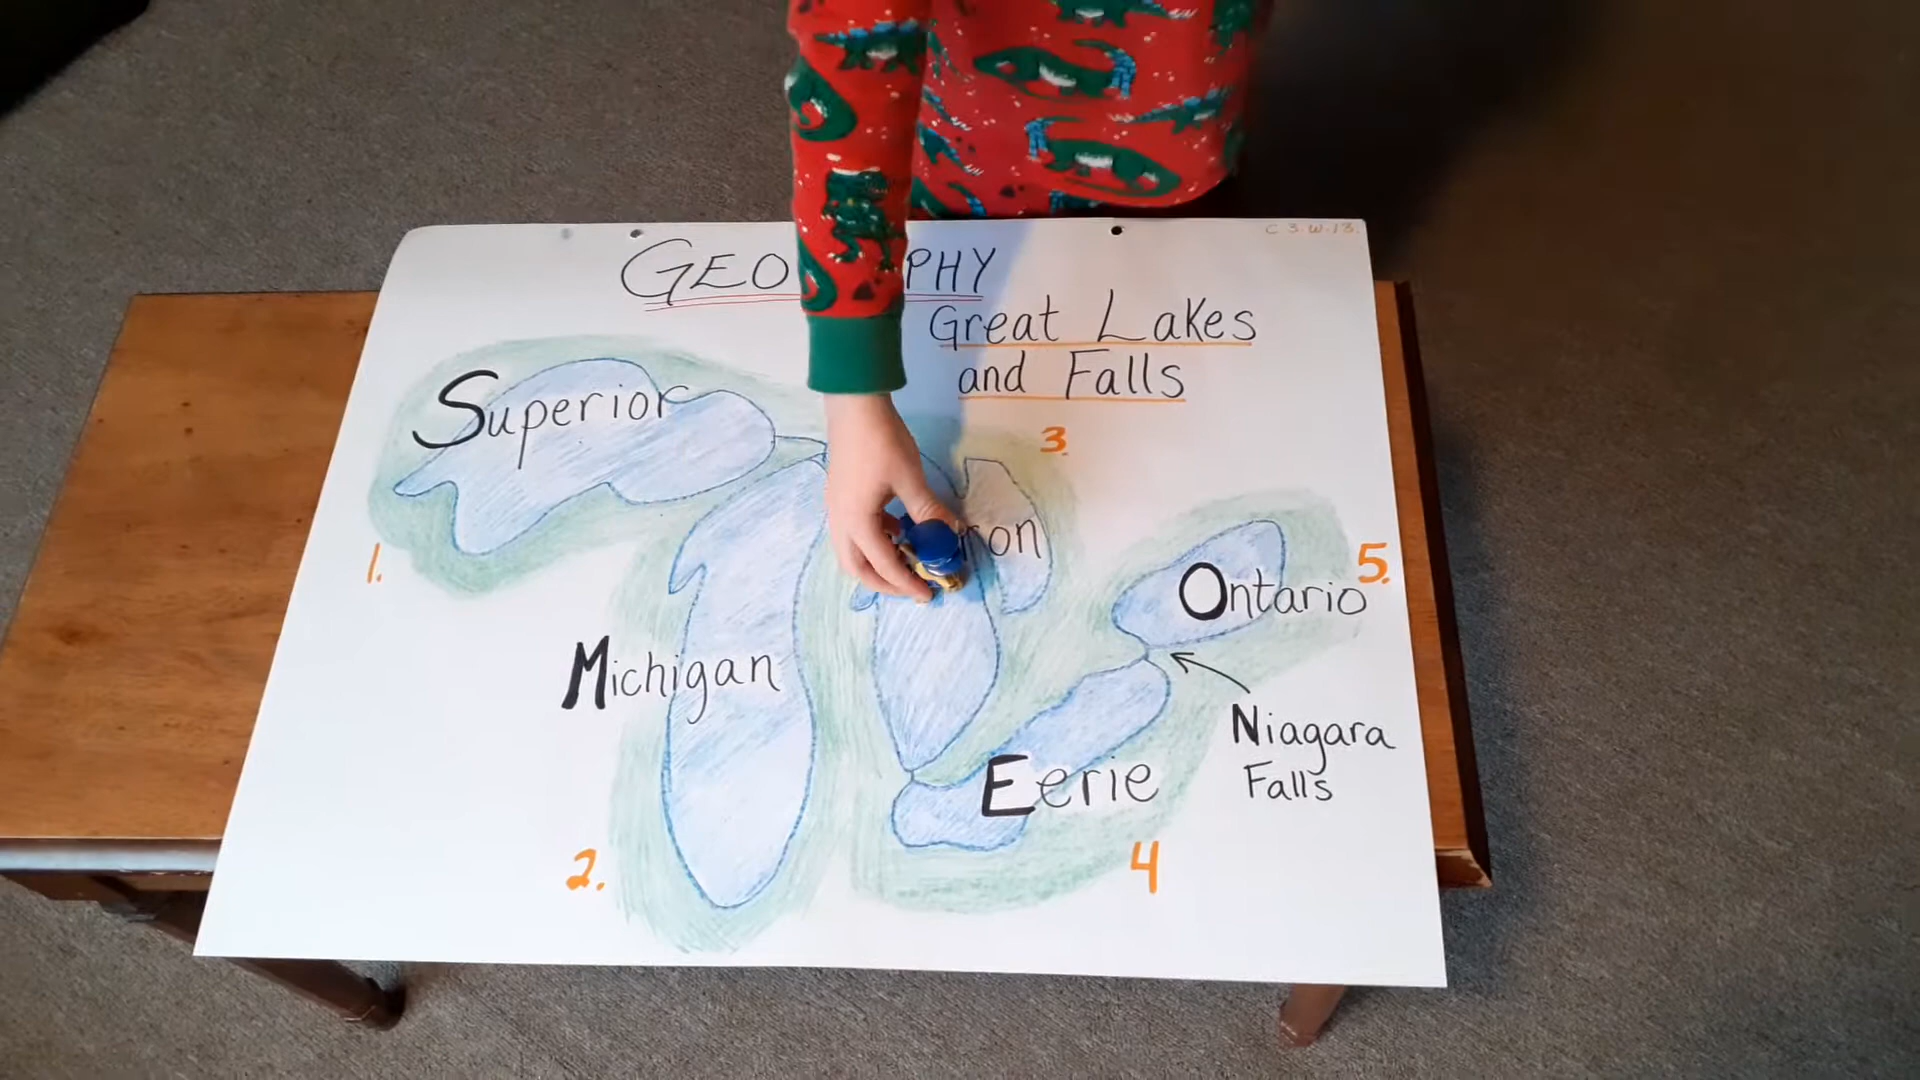 C 3. W. 13.
GEO PHY
Great Lakes
and Falls
Superior
3.
ron
1.
5.
Ontario
Michigan
Niagara
Falls
Eerie
2.
4